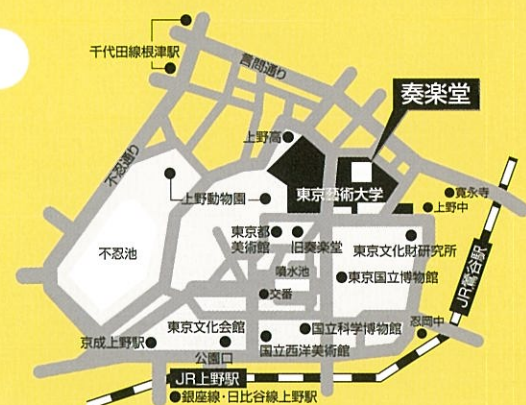 千代田線根津駅
言問通り
奏楽堂
上野高
不忍通り
上野動物園
東京藝術大学
寛永寺
上野中
東京都
美術館
旧奏楽堂
東京文化財研究所
不忍池
噴水池
東京国立博物館
JR鶯谷駅
交番
忍岡中
京成上野駅
東京文化会館
国立科学博物館
公園口
国立西洋美術館
JR上野駅
銀座線・日比谷線上野駅